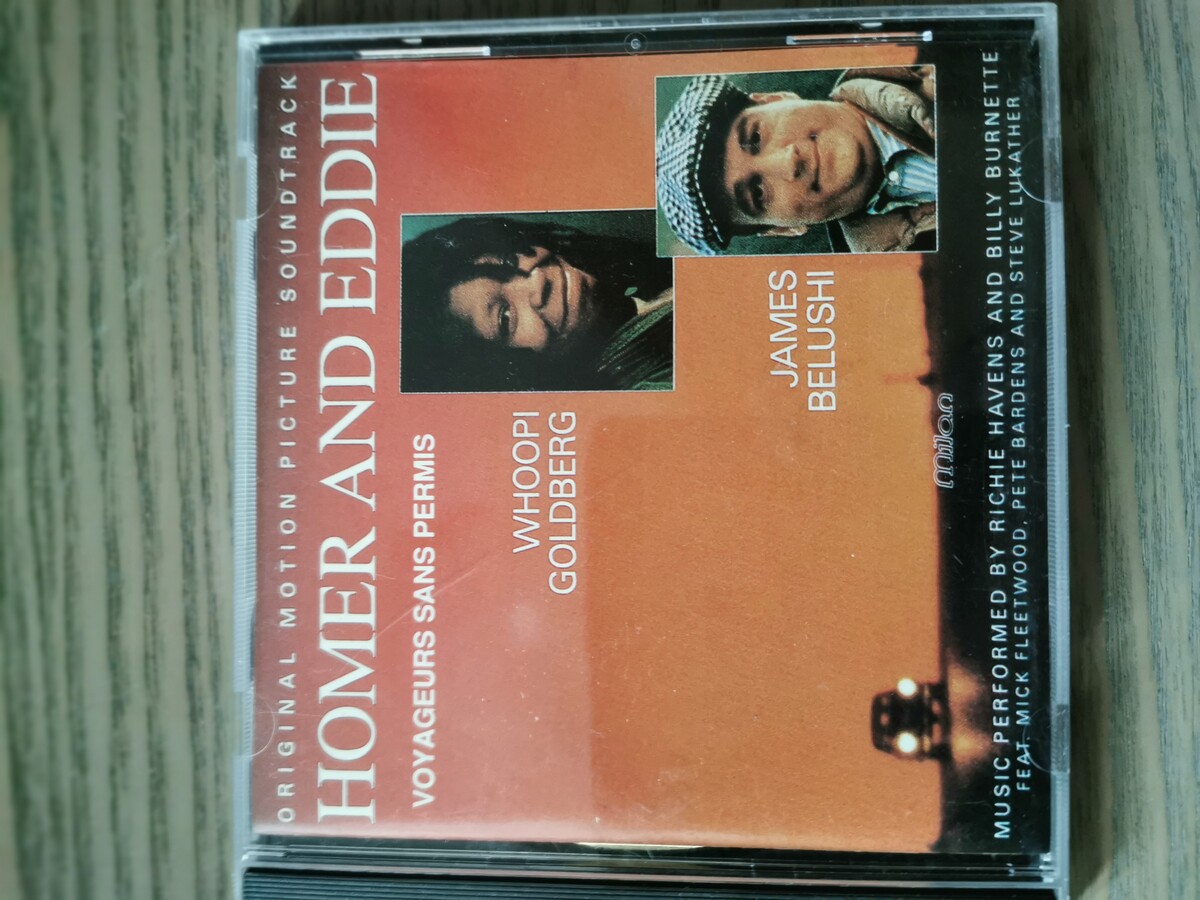 ORIGINAL MOTION PICTURE SOUNDTRACK
HOMER AND EDDIE
VOYAGEURS SANS PERMIS
WHOOPI
GOLDBERG
JAMES
BELUSHI
milan
MUSIC PERFORMED BY RICHIE HAVENS AND BILLY BURNETTE
FEAT. MICK FLEETWOOD, PETE BARDENS AND STEVE LUKATHER